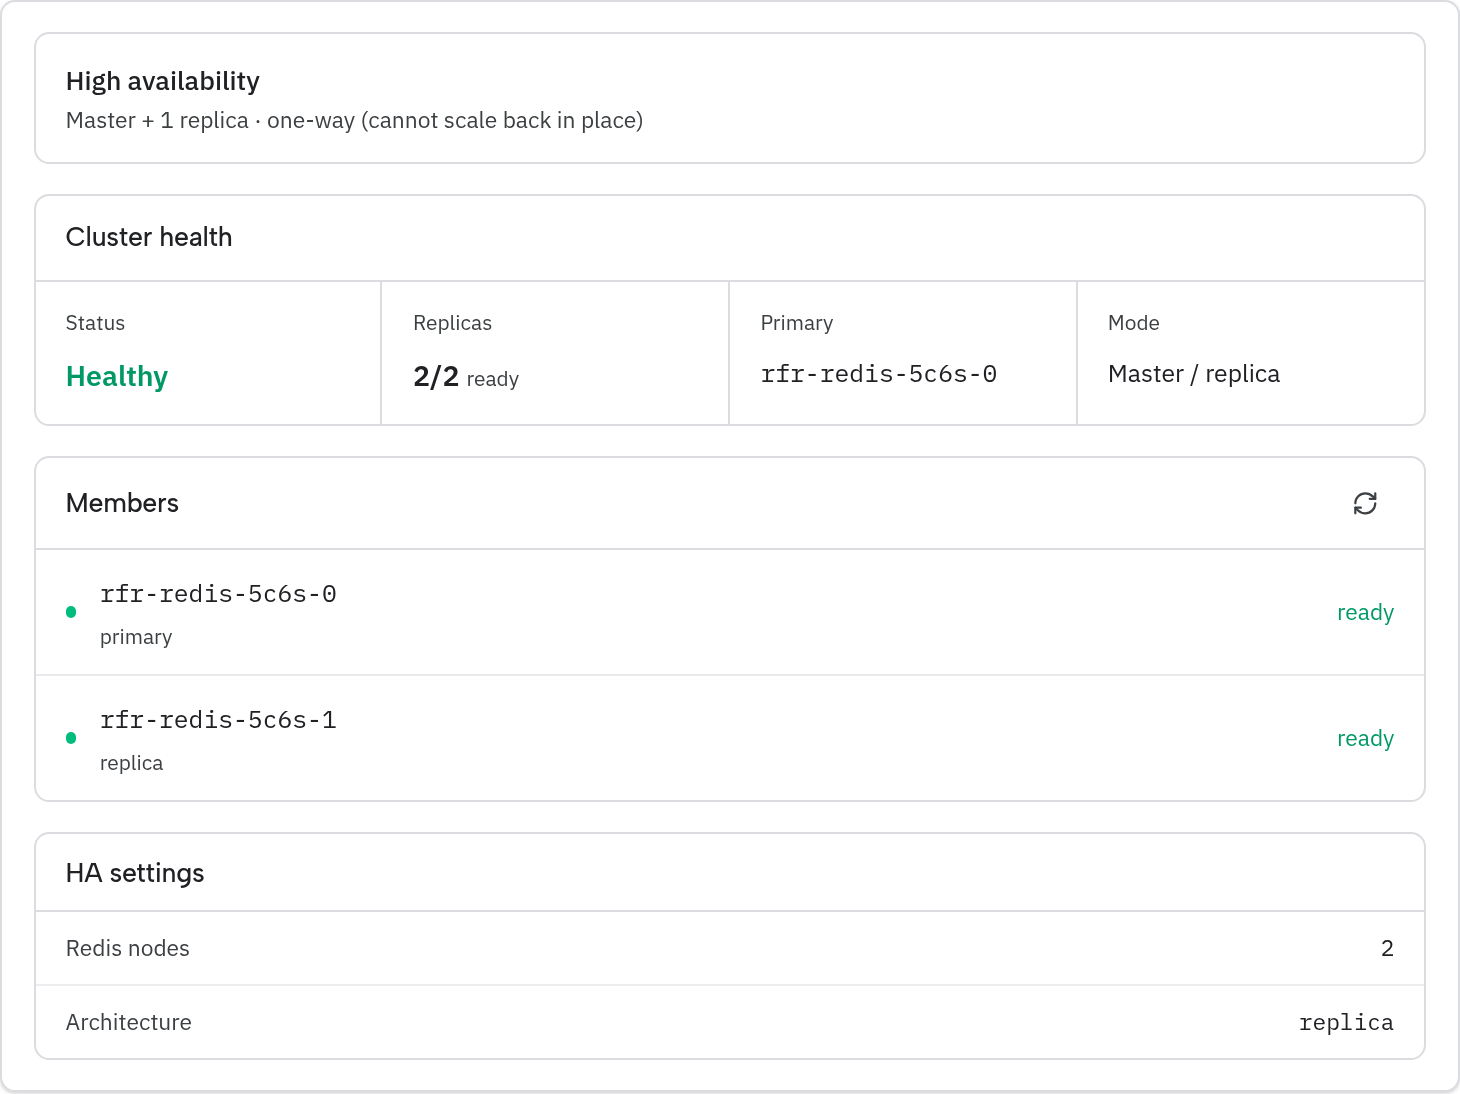 High availability
Master + 1 replica · one-way (cannot scale back in place)
Cluster health
Status
Healthy
Replicas
2/2 ready
Primary
rfr-redis-5c6s-0
Mode
Master / replica
Members
rfr-redis-5c6s-0
primary
ready
rfr-redis-5c6s-1
replica
ready
HA settings
Redis nodes
2
Architecture
replica